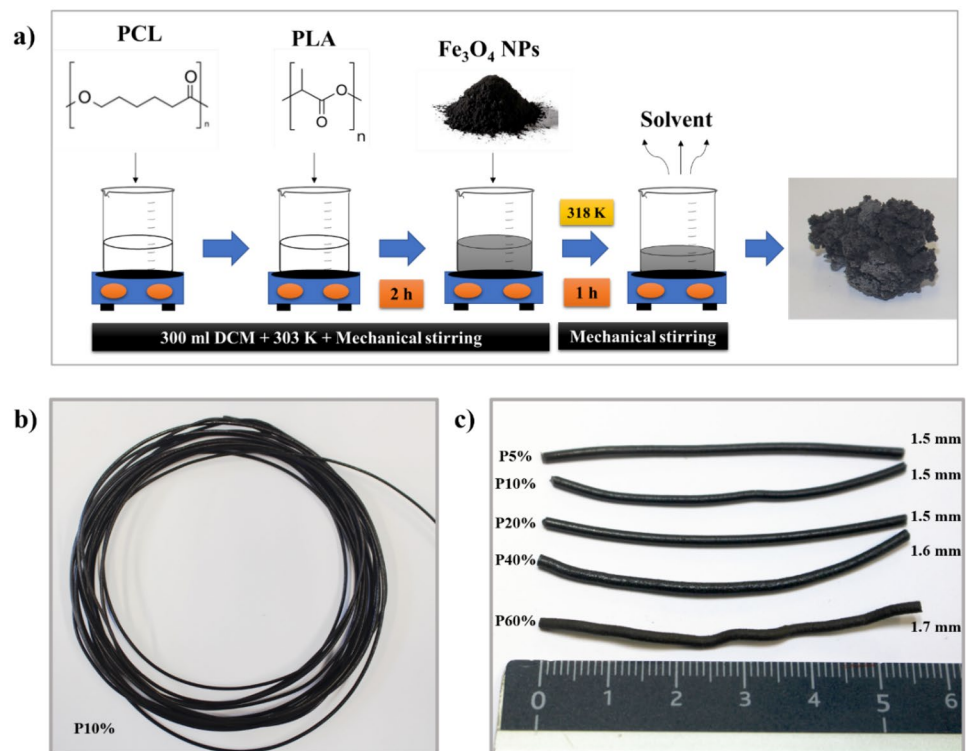 a)
PCL
O
O
n
PLA
O
O
n
Fe₃O₄ NPs
Solvent
318 K
2 h
1 h
300 ml DCM + 303 K + Mechanical stirring
Mechanical stirring
b)
P10%
c)
P5%
1.5 mm
P10%
1.5 mm
P20%
1.5 mm
P40%
1.6 mm
P60%
1.7 mm
0 1 2 3 4 5 6